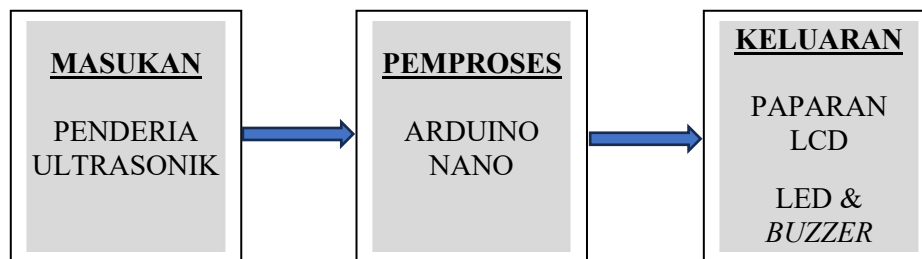 MASUKAN
PENDERIA
ULTRASONIK
PEMPROSES
ARDUINO
NANO
KELUARAN
PAPARAN
LCD
LED &
BUZZER